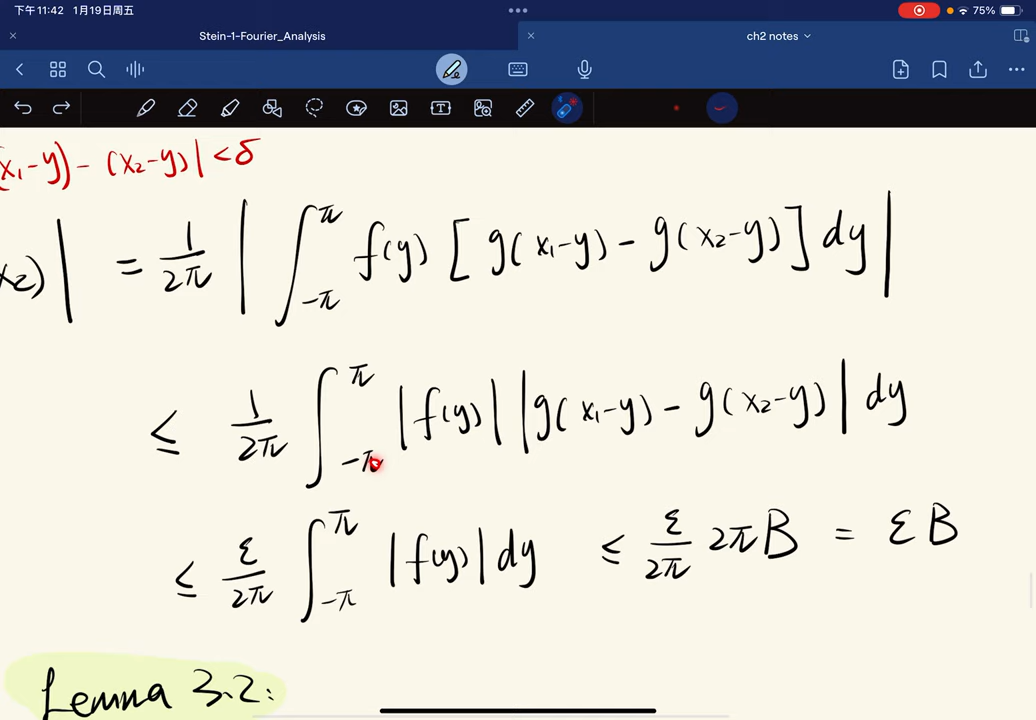 下午11:42 1月19日周五
75%
Stein-1-Fourier_Analysis
ch2 notes
x₁-y) - (x₂-y)| < δ
x₂)| = 1/2π | ∫_{-π}^{π} f(y) [ g(x₁-y) - g(x₂-y) ] dy |
≤ 1/2π ∫_{-π}^{π} |f(y)| |g(x₁-y) - g(x₂-y)| dy
≤ ε/2π ∫_{-π}^{π} |f(y)| dy ≤ ε/2π 2πB = εB
Lemma 3.2: